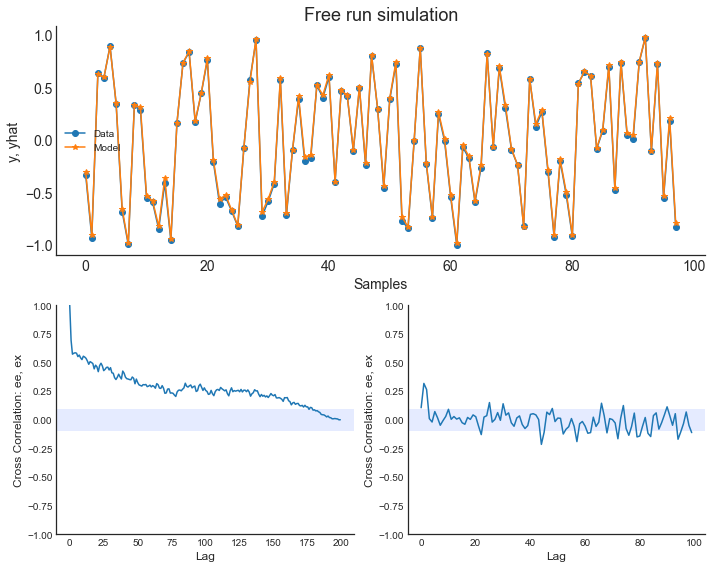 Free run simulation
y, yhat
1.0
0.5
0.0
−0.5
−1.0
Data
Model
0 20 40 60 80 100
Samples
Cross Correlation: ee, ex
1.00
0.75
0.50
0.25
0.00
−0.25
−0.50
−0.75
−1.00
0 25 50 75 100 125 150 175 200
Lag
Cross Correlation: ee, ex
1.00
0.75
0.50
0.25
0.00
−0.25
−0.50
−0.75
−1.00
0 20 40 60 80 100
Lag